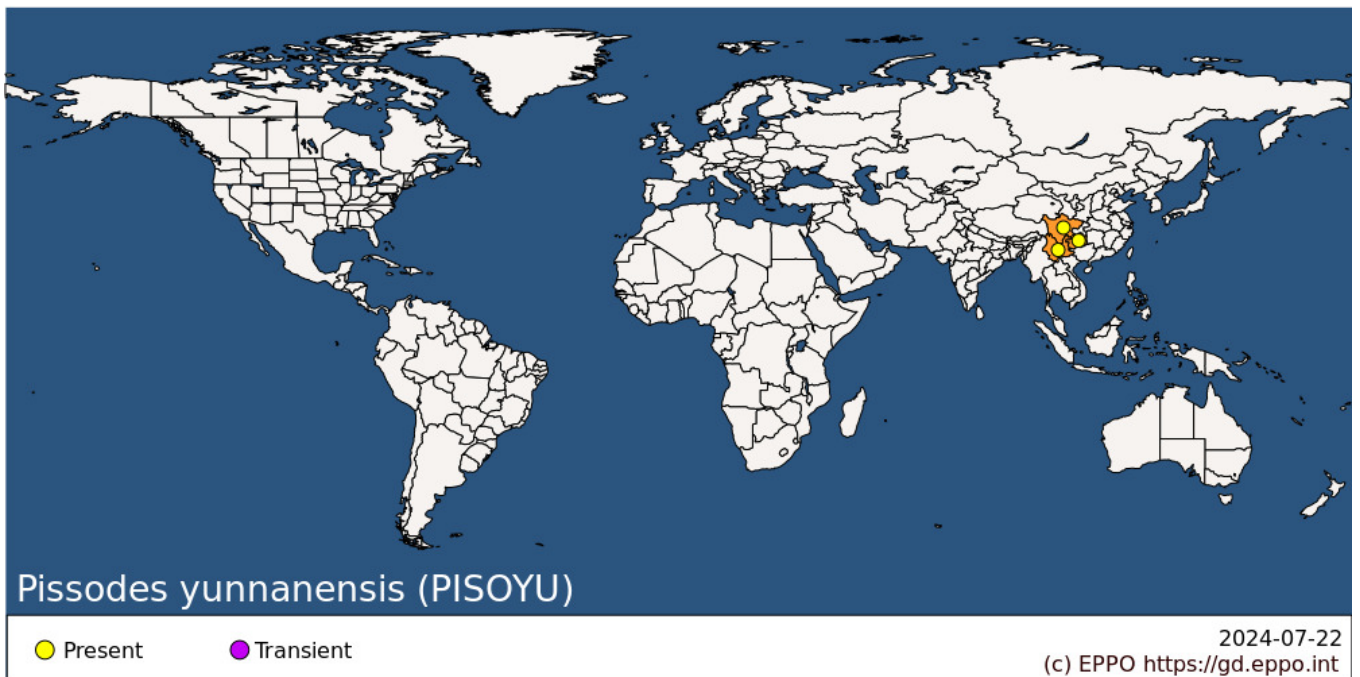 Pissodes yunnanensis (PISOYU)
Present
Transient
2024-07-22
(c) EPPO https://gd.eppo.int